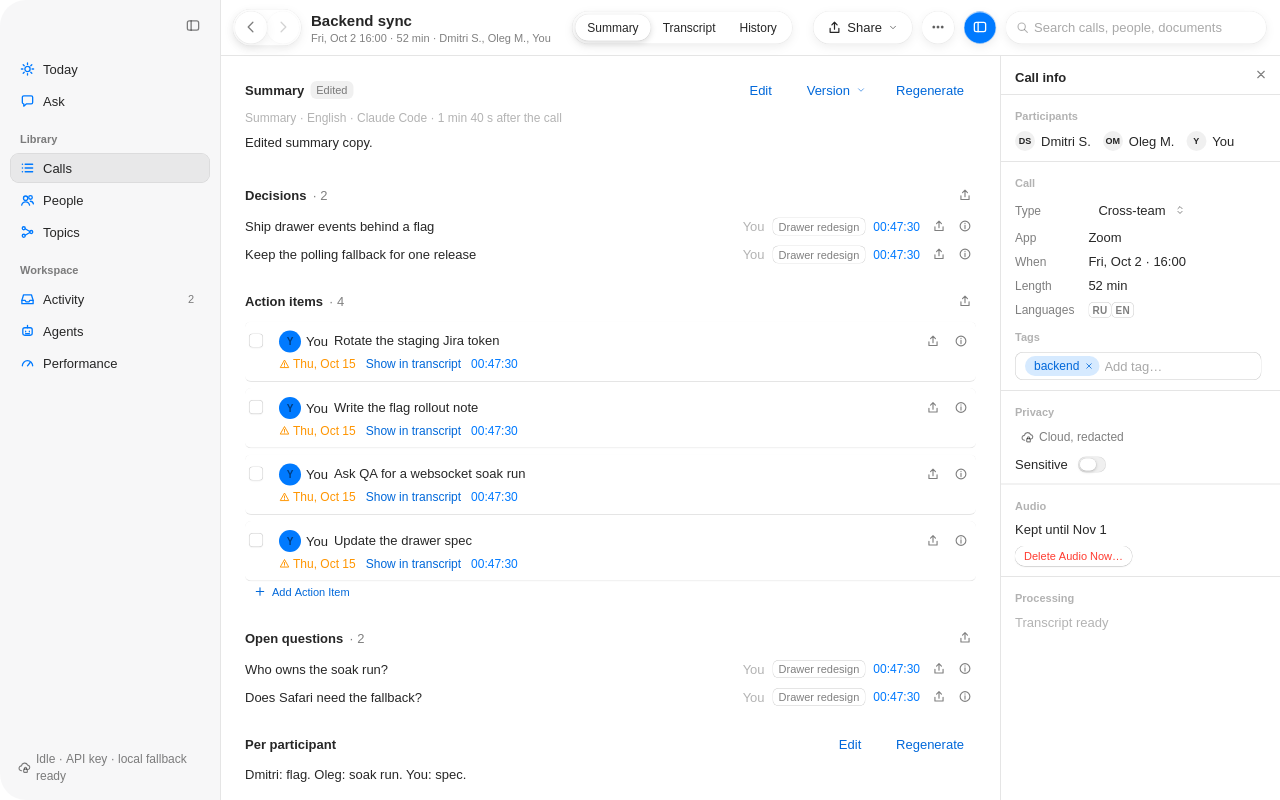 Today
Ask
Library
Calls
People
Topics
Workspace
Activity 2
Agents
Performance
Idle · API key · local fallback
ready
Backend sync
Fri, Oct 2 16:00 · 52 min · Dmitri S., Oleg M., You
Summary Transcript History
Share
Search calls, people, documents
Summary Edited Edit Version Regenerate
Summary · English · Claude Code · 1 min 40 s after the call
Edited summary copy.
Decisions · 2
Ship drawer events behind a flag You Drawer redesign 00:47:30
Keep the polling fallback for one release You Drawer redesign 00:47:30
Action items · 4
Y You Rotate the staging Jira token
Thu, Oct 15 Show in transcript 00:47:30
Y You Write the flag rollout note
Thu, Oct 15 Show in transcript 00:47:30
Y You Ask QA for a websocket soak run
Thu, Oct 15 Show in transcript 00:47:30
Y You Update the drawer spec
Thu, Oct 15 Show in transcript 00:47:30
Add Action Item
Open questions · 2
Who owns the soak run? You Drawer redesign 00:47:30
Does Safari need the fallback? You Drawer redesign 00:47:30
Per participant Edit Regenerate
Dmitri: flag. Oleg: soak run. You: spec.
Call info
Participants
DS Dmitri S. OM Oleg M. Y You
Call
Type Cross-team
App Zoom
When Fri, Oct 2 · 16:00
Length 52 min
Languages RU EN
Tags
backend Add tag…
Privacy
Cloud, redacted
Sensitive
Audio
Kept until Nov 1
Delete Audio Now…
Processing
Transcript ready